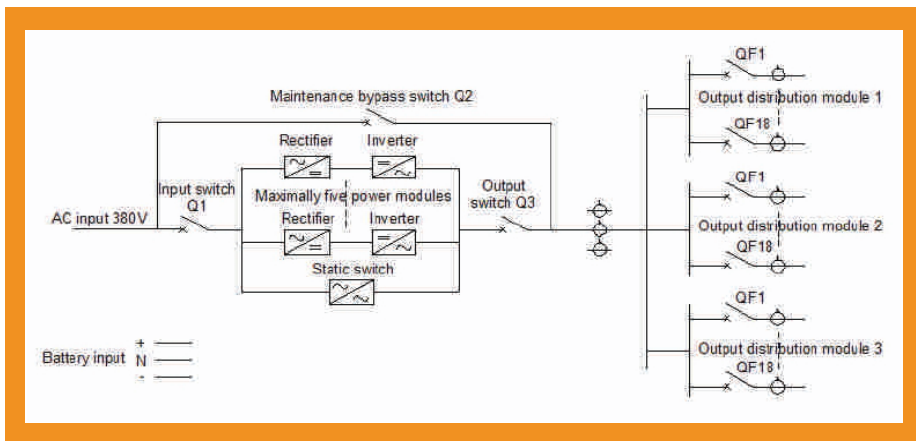 QF1
Output distribution module 1
QF18
Maintenance bypass switch Q2
Rectifier
Inverter
Input switch
Q1
Maximally five power modules
Output
switch Q3
AC input 380V
Rectifier
Inverter
Static switch
QF1
Output distribution module 2
QF18
QF1
Output distribution module 3
QF18
+
Battery input N
-